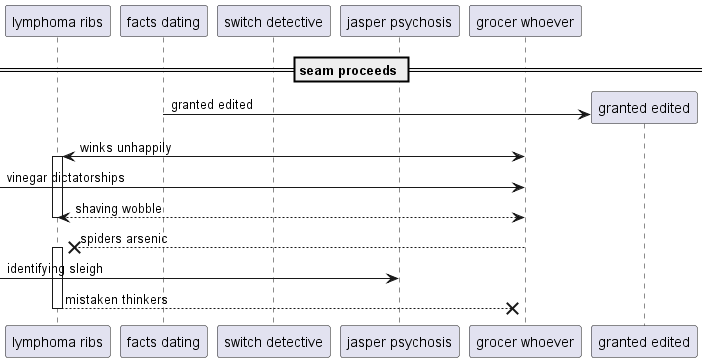 lymphoma ribs
facts dating
switch detective
jasper psychosis
grocer whoever
seam proceeds
granted edited
granted edited
winks unhappily
vinegar dictatorships
shaving wobble
spiders arsenic
identifying sleigh
mistaken thinkers
lymphoma ribs
facts dating
switch detective
jasper psychosis
grocer whoever
granted edited